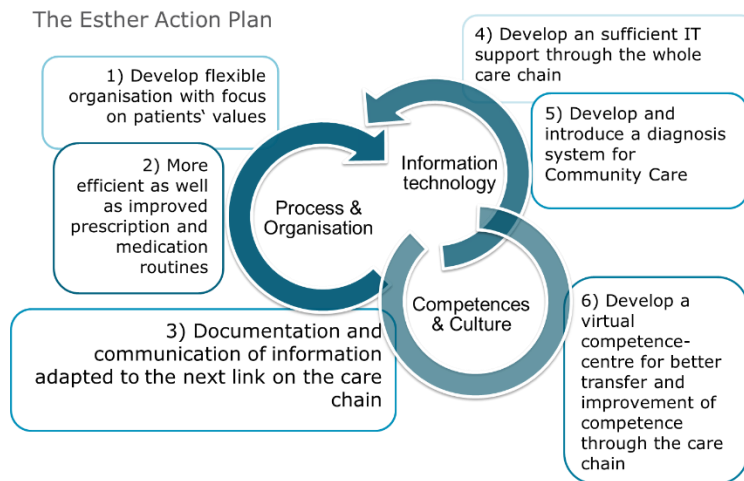 The Esther Action Plan
1) Develop flexible
organisation with focus
on patients‘ values
2) More
efficient as well
as improved
prescription and
medication
routines
3) Documentation and
communication of information
adapted to the next link on the care
chain
Process &
Organisation
Information
technology
Competences
& Culture
4) Develop an sufficient IT
support through the whole
care chain
5) Develop and
introduce a diagnosis
system for
Community Care
6) Develop a
virtual
competence-
centre for better
transfer and
improvement of
competence
through the care
chain